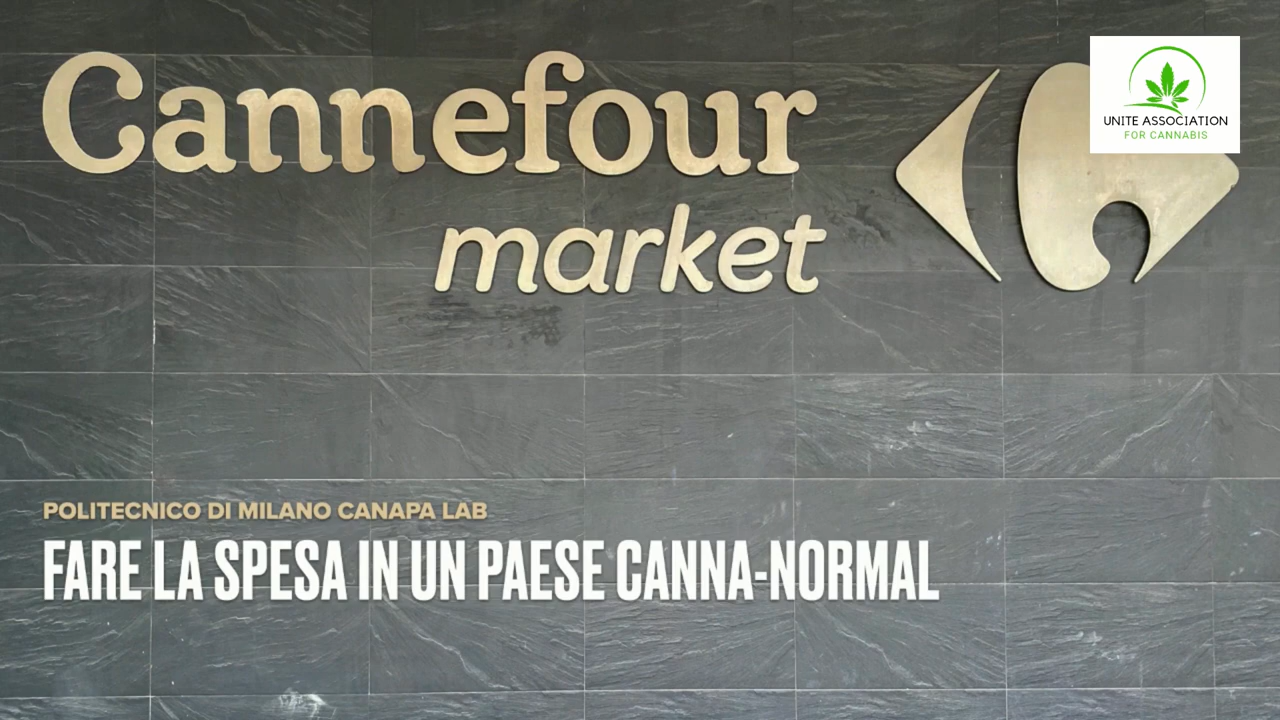 Cannefour
market
UNITE ASSOCIATION
FOR CANNABIS
POLITECNICO DI MILANO CANAPA LAB
FARE LA SPESA IN UN PAESE CANNA-NORMAL